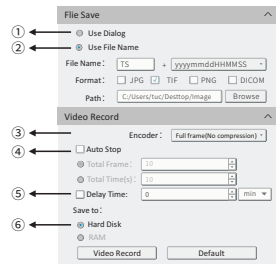 Flie Save
① Use Dialog
② Use File Name
File Name: TS + yyyymmddHHMMSS
Format: JPG TIF PNG DICOM
Path: C:/Users/tuc/Desttop/Image Browse
Video Record
③ Encoder: Full frame(No compression)
④ Auto Stop
Total Frame: 10
Total Time(s): 10
⑤ Delay Time: 0 min
Save to:
⑥ Hard Disk
RAM
Video Record Default